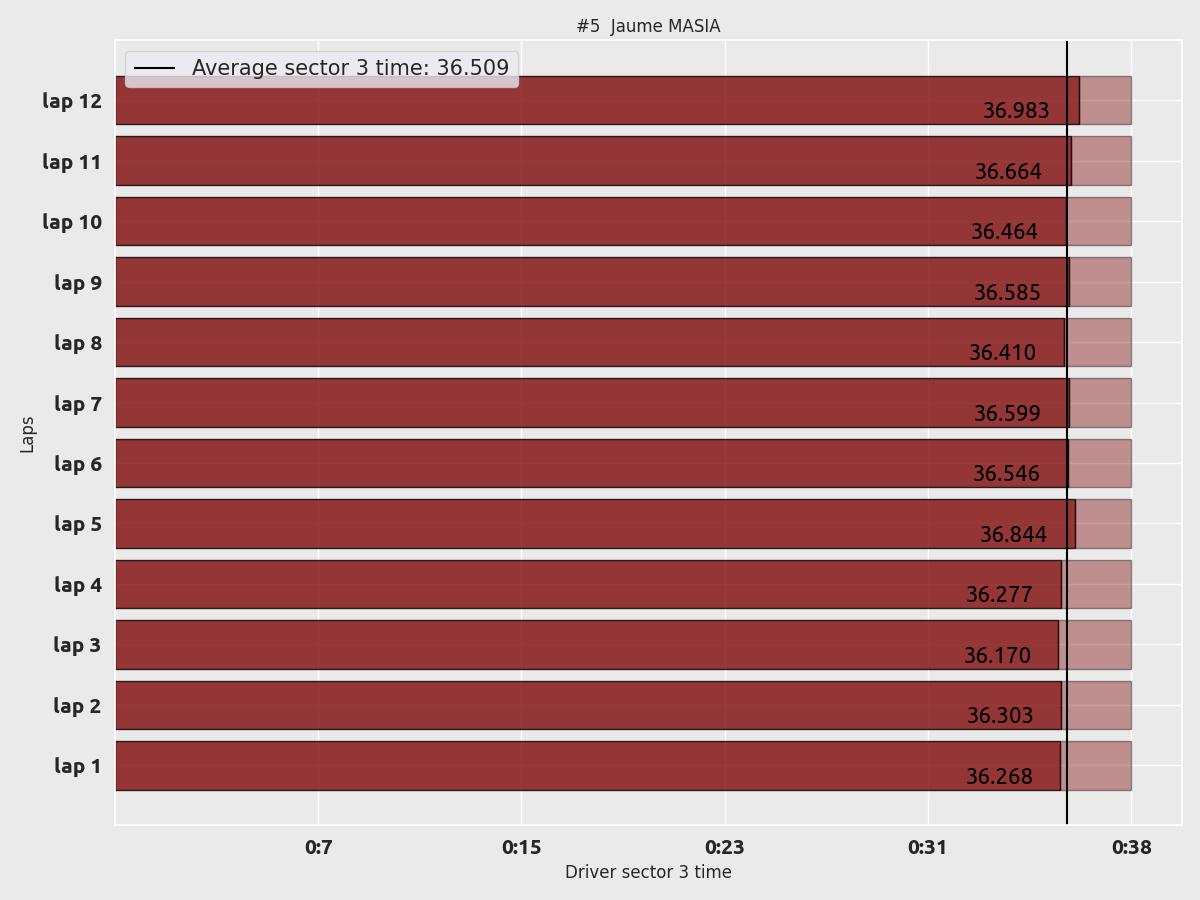 #5  Jaume MASIA
Average sector 3 time: 36.509
lap 12
36.983
lap 11
36.664
lap 10
36.464
lap 9
36.585
lap 8
36.410
lap 7
36.599
lap 6
36.546
lap 5
36.844
lap 4
36.277
lap 3
36.170
lap 2
36.303
lap 1
36.268
Laps
0:7 0:15 0:23 0:31 0:38
Driver sector 3 time